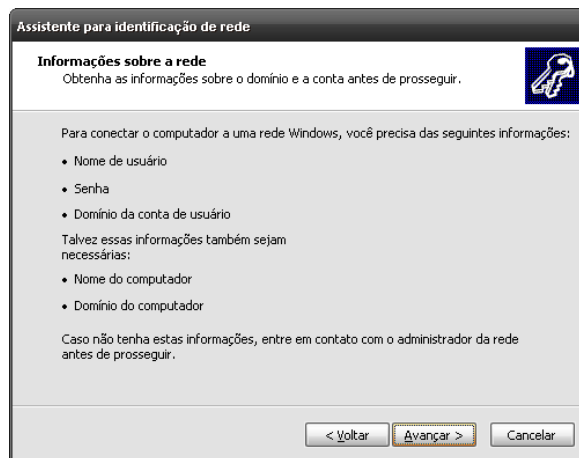 Assistente para identificação de rede
Informações sobre a rede
Obtenha as informações sobre o domínio e a conta antes de prosseguir.
Para conectar o computador a uma rede Windows, você precisa das seguintes informações:
• Nome de usuário
• Senha
• Domínio da conta de usuário
Talvez essas informações também sejam
necessárias:
• Nome do computador
• Domínio do computador
Caso não tenha estas informações, entre em contato com o administrador da rede
antes de prosseguir.
< Voltar Avançar > Cancelar